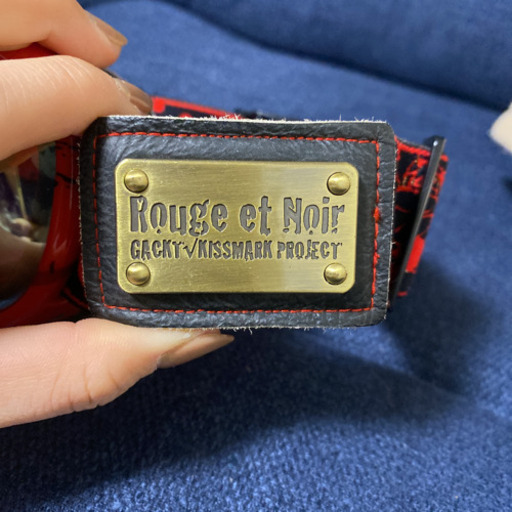 Rouge et Noir
GACKT√KISSMARK PROJECT